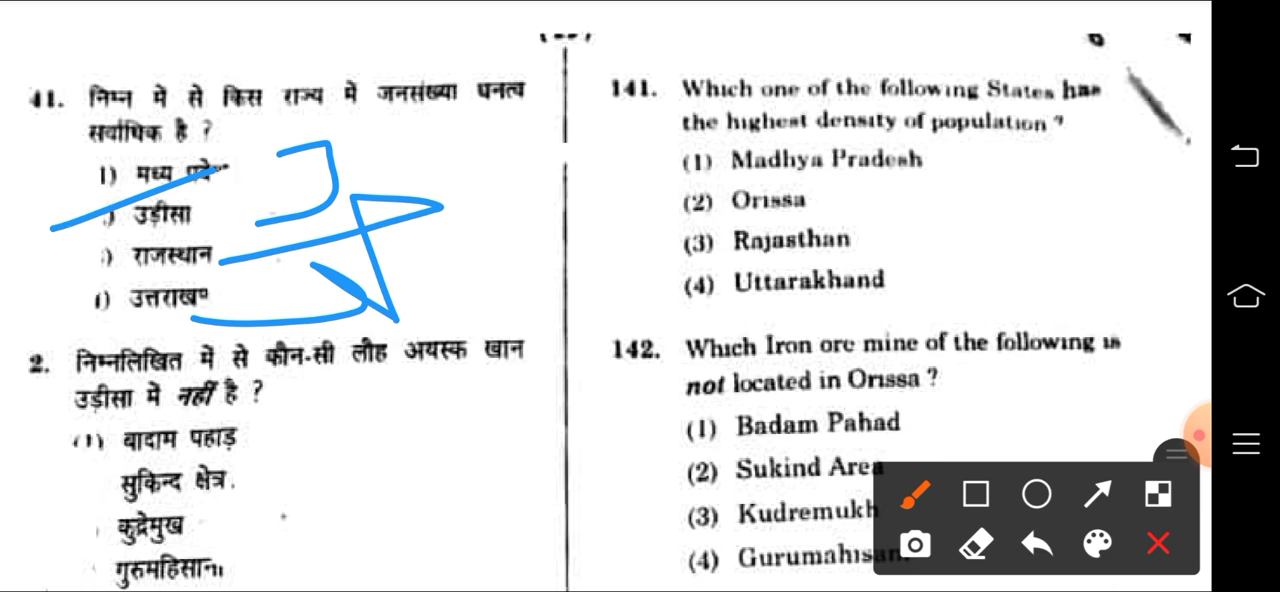 41. निम्न में से किस राज्य में जनसंख्या घनत्व
सर्वाधिक है ?
1) मध्य
) उड़ीसा
) राजस्थान
) उत्तराखण्ड
2. निम्नलिखित में से कौन-सी लौह अयस्क खान
उड़ीसा में नहीं है ?
(1) बादाम पहाड़
सुकिन्द क्षेत्र.
कुद्रेमुख
गुरुमहिसानी
141. Which one of the following States has
the highest density of population ?
(1) Madhya Pradesh
(2) Orissa
(3) Rajasthan
(4) Uttarakhand
142. Which Iron ore mine of the following is
not located in Orissa ?
(1) Badam Pahad
(2) Sukind Area
(3) Kudremukh
(4) Gurumahisan